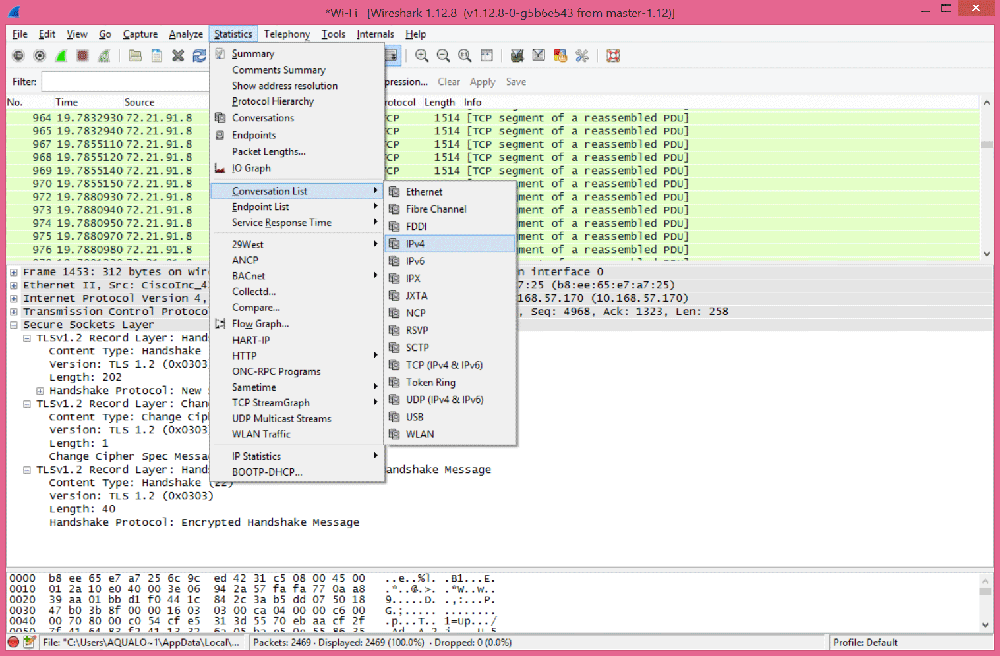 *Wi-Fi   [Wireshark 1.12.8  (v1.12.8-0-g5b6e543 from master-1.12)]
File Edit View Go Capture Analyze Statistics Telephony Tools Internals Help
Filter: pression... Clear Apply Save
No. Time Source rotocol Length Info
964 19.7832930 72.21.91.8 TCP 1514 [TCP segment of a reassembled PDU]
965 19.7832940 72.21.91.8 TCP 1514 [TCP segment of a reassembled PDU]
967 19.7855110 72.21.91.8 TCP 1514 [TCP segment of a reassembled PDU]
968 19.7855120 72.21.91.8 TCP 1514 [TCP segment of a reassembled PDU]
969 19.7855140 72.21.91.8 TCP 1514 [TCP segment of a reassembled PDU]
970 19.7855150 72.21.91.8
972 19.7880930 72.21.91.8 ment of a reassembled PDU]
973 19.7880940 72.21.91.8 ment of a reassembled PDU]
974 19.7880950 72.21.91.8 ment of a reassembled PDU]
975 19.7880970 72.21.91.8 ment of a reassembled PDU]
976 19.7880980 72.21.91.8 ment of a reassembled PDU]
Summary
Comments Summary
Show address resolution
Protocol Hierarchy
Conversations
Endpoints
Packet Lengths...
IO Graph
Conversation List
Endpoint List
Service Response Time
29West
ANCP
BACnet
Collectd...
Compare...
Flow Graph...
HART-IP
HTTP
ONC-RPC Programs
Sametime
TCP StreamGraph
UDP Multicast Streams
WLAN Traffic
IP Statistics
BOOTP-DHCP...
Ethernet
Fibre Channel
FDDI
IPv4
IPv6
IPX
JXTA
NCP
RSVP
SCTP
TCP (IPv4 & IPv6)
Token Ring
UDP (IPv4 & IPv6)
USB
WLAN
Frame 1453: 312 bytes on wir n interface 0
Ethernet II, Src: CiscoInc_4 7:25 (b8:ee:65:e7:a7:25)
Internet Protocol Version 4, 168.57.170 (10.168.57.170)
Transmission Control Protoco , Seq: 4968, Ack: 1323, Len: 258
Secure Sockets Layer
TLSv1.2 Record Layer: Hands
Content Type: Handshake
Version: TLS 1.2 (0x0303)
Length: 202
Handshake Protocol: New
TLSv1.2 Record Layer: Chan
Content Type: Change Ciph
Version: TLS 1.2 (0x0303)
Length: 1
Change Cipher Spec Messa
TLSv1.2 Record Layer: Hands andshake Message
Content Type: Handshake (22)
Version: TLS 1.2 (0x0303)
Length: 40
Handshake Protocol: Encrypted Handshake Message
0000 b8 ee 65 e7 a7 25 6c 9c ed 42 31 c5 08 00 45 00 ..e..%l. .B1...E.
0010 01 2a 10 e0 40 00 3e 06 94 2a 57 fa fa 77 0a a8 .*..@.>. .*W..w..
0020 39 aa 01 bb d1 f0 44 1c 84 2c 3a b5 dd 07 50 18 9.....D. .,:...P.
0030 47 b0 3b 8f 00 00 16 03 03 00 ca 04 00 00 c6 00 G.;..... ........
0040 00 70 80 00 c0 54 cf e5 31 3d 55 70 eb aa cf 2f .p...T.. 1=Up.../
File: "C:\Users\AQUALO~1\AppData\Local\... Packets: 2469 · Displayed: 2469 (100.0%) · Dropped: 0 (0.0%) Profile: Default